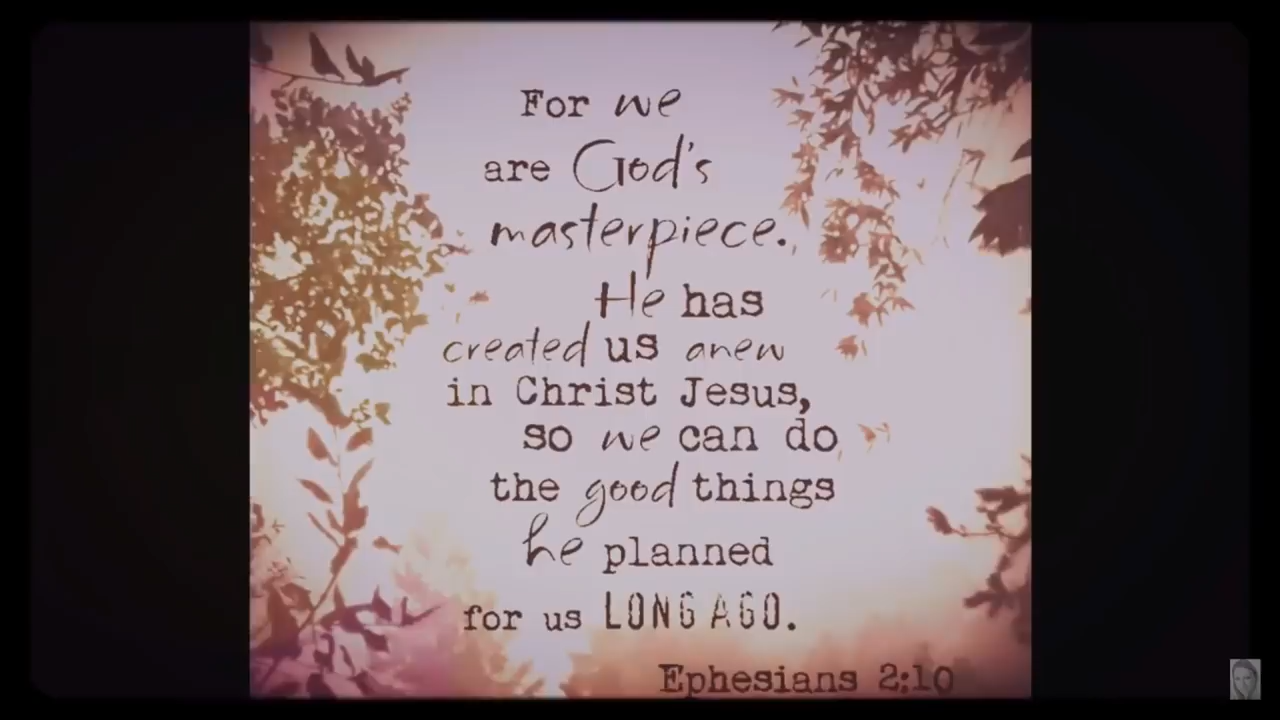 For we
are God's
masterpiece.
He has
created us anew
in Christ Jesus,
so we can do
the good things
he planned
for us LONG AGO.
Ephesians 2:10